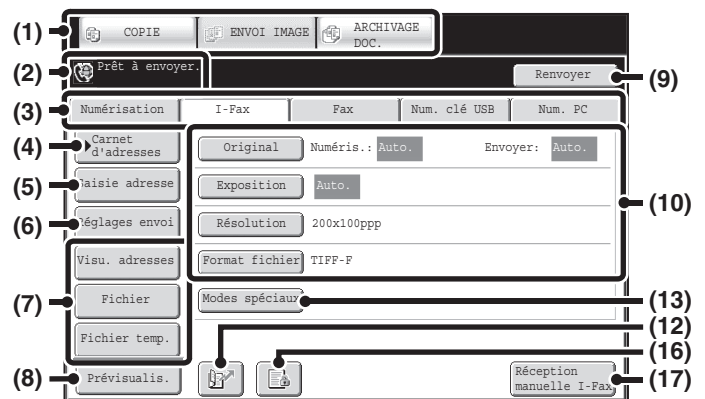 (1) COPIE ENVOI IMAGE ARCHIVAGE DOC.
(2) Prêt à envoyer. Renvoyer (9)
(3) Numérisation I-Fax Fax Num. clé USB Num. PC
(4) Carnet d'adresses Original Numéris.: Auto. Envoyer: Auto.
(5) Saisie adresse Exposition Auto. (10)
(6) Réglages envoi Résolution 200x100ppp
Visu. adresses Format fichier TIFF-F
(7) Fichier Modes spéciaux (13)
Fichier temp. (12)
(16)
(8) Prévisualis. Réception manuelle I-Fax (17)